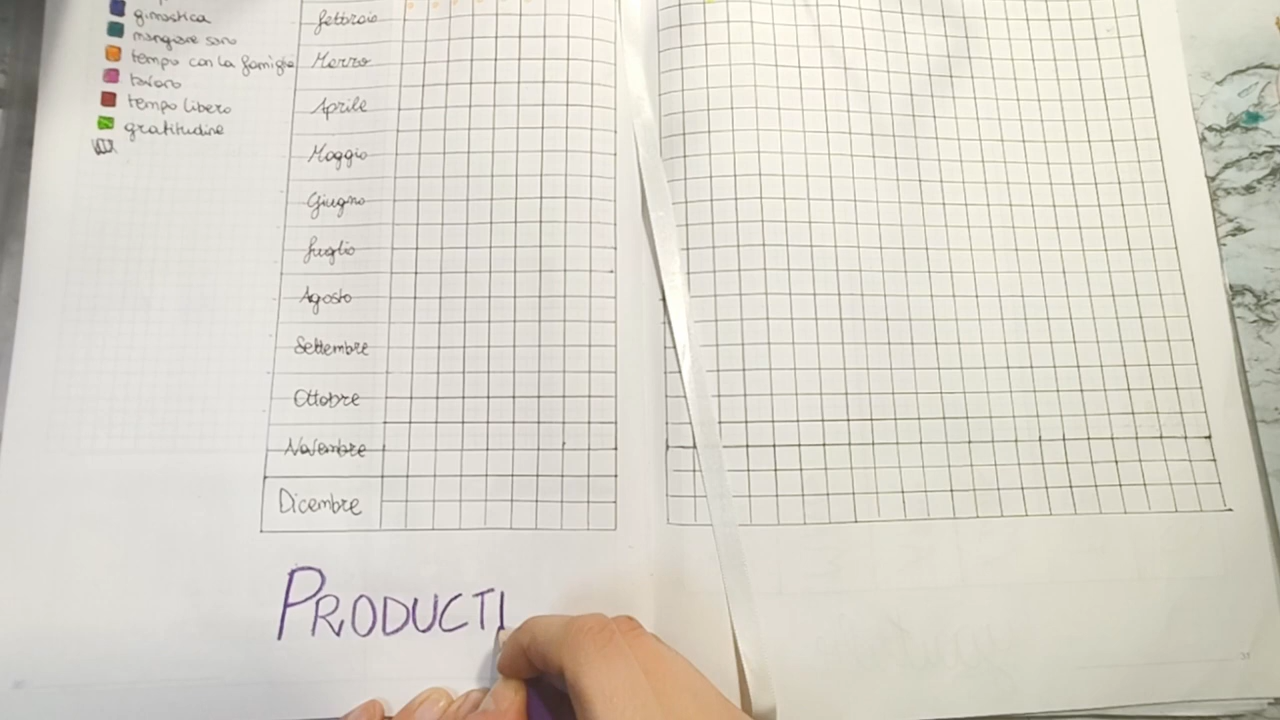 ginnastica
mangiare sano
tempo con la famiglia
lavoro
tempo libero
gratitudine
Febbraio
Marzo
Aprile
Maggio
Giugno
Luglio
Agosto
Settembre
Ottobre
Novembre
Dicembre
PRODUCTI
31